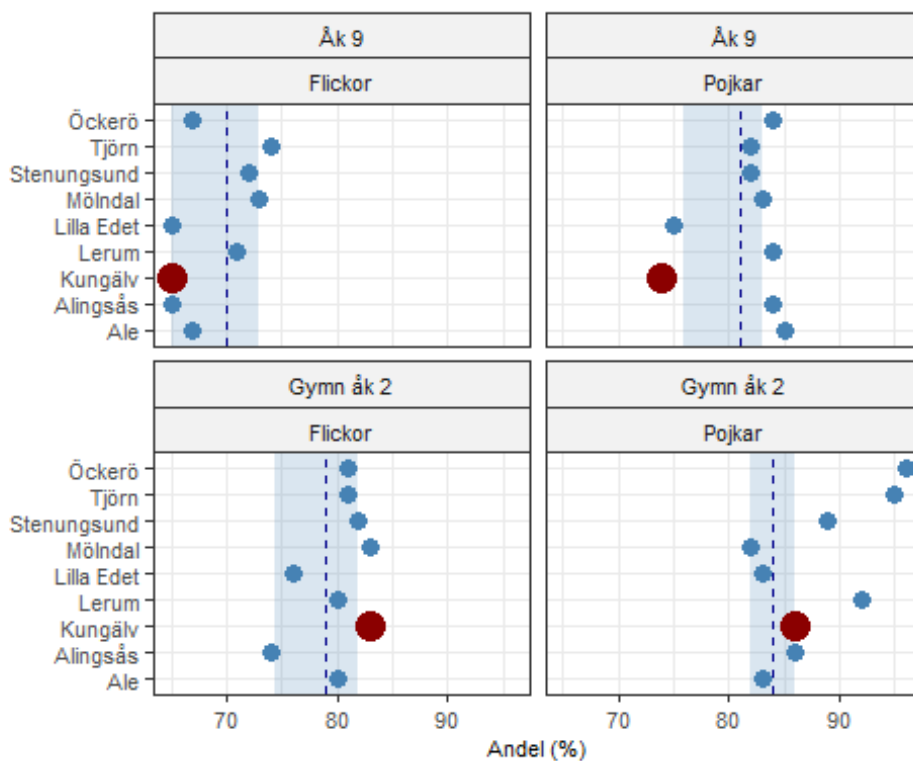 Åk 9
Åk 9
Flickor
Pojkar
Öckerö
Tjörn
Stenungsund
Mölndal
Lilla Edet
Lerum
Kungälv
Alingsås
Ale
Gymn åk 2
Gymn åk 2
Flickor
Pojkar
Öckerö
Tjörn
Stenungsund
Mölndal
Lilla Edet
Lerum
Kungälv
Alingsås
Ale
70 80 90 70 80 90
Andel (%)